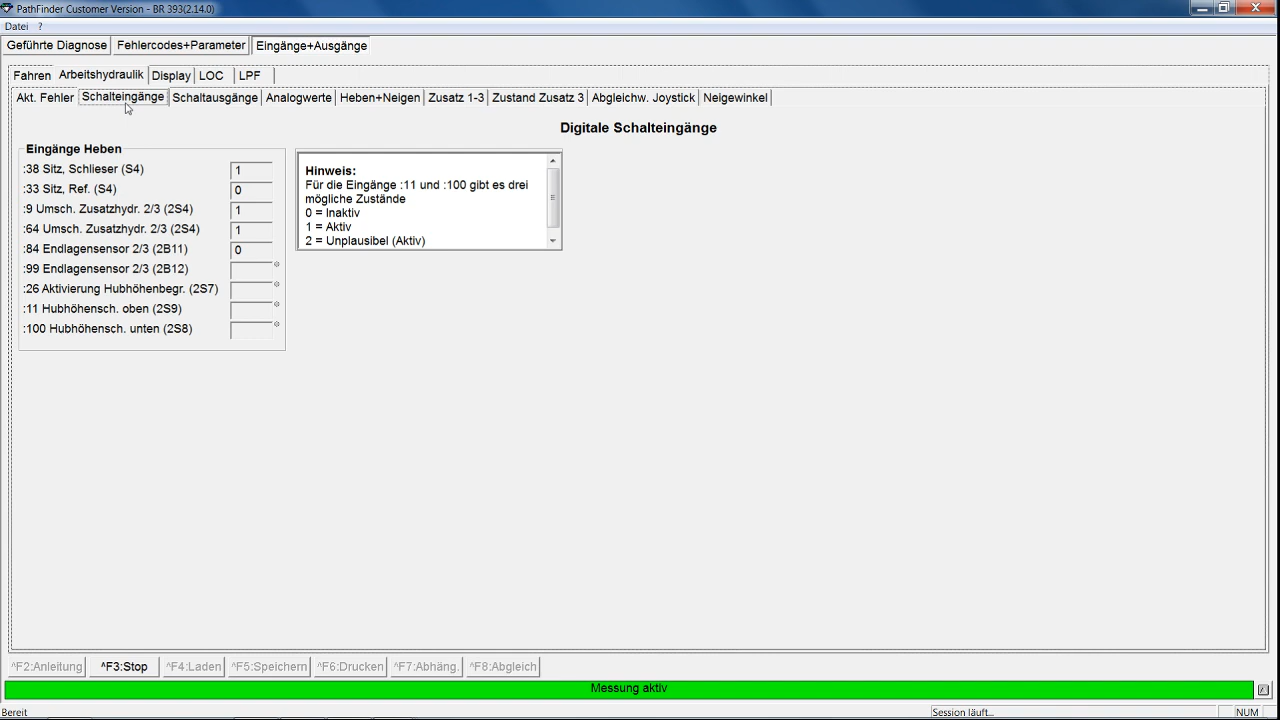 PathFinder Customer Version - BR 393(2.14.0)
Datei ?
Geführte Diagnose Fehlercodes+Parameter Eingänge+Ausgänge
Fahren Arbeitshydraulik Display LOC LPF
Akt. Fehler Schalteingänge Schaltausgänge Analogwerte Heben+Neigen Zusatz 1-3 Zustand Zusatz 3 Abgleichw. Joystick Neigewinkel
Digitale Schalteingänge
Eingänge Heben
:38 Sitz, Schlieser (S4) 1
:33 Sitz, Ref. (S4) 0
:9 Umsch. Zusatzhydr. 2/3 (2S4) 1
:64 Umsch. Zusatzhydr. 2/3 (2S4) 1
:84 Endlagensensor 2/3 (2B11) 0
:99 Endlagensensor 2/3 (2B12) *
:26 Aktivierung Hubhöhenbegr. (2S7) *
:11 Hubhöhensch. oben (2S9) *
:100 Hubhöhensch. unten (2S8) *
Hinweis:
Für die Eingänge :11 und :100 gibt es drei
mögliche Zustände
0 = Inaktiv
1 = Aktiv
2 = Unplausibel (Aktiv)
^F2:Anleitung ^F3:Stop ^F4:Laden ^F5:Speichern ^F6:Drucken ^F7:Abhäng. ^F8:Abgleich
Messung aktiv
Bereit Session läuft... NUM